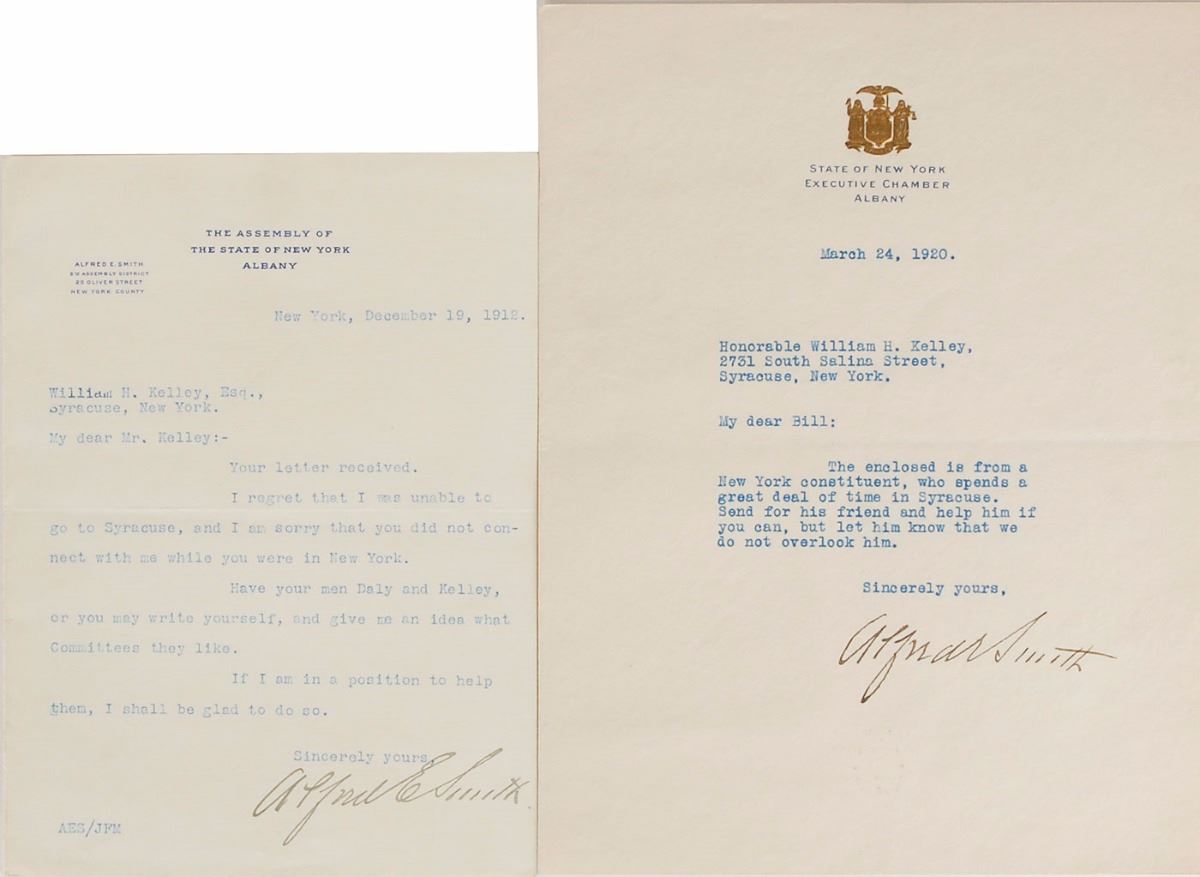 THE ASSEMBLY OF
THE STATE OF NEW YORK
ALBANY
ALFRED E. SMITH
2D ASSEMBLY DISTRICT
25 OLIVER STREET
NEW YORK COUNTY
New York, December 19, 1912.
William H. Kelley, Esq.,
Syracuse, New York.
My dear Mr. Kelley:-
Your letter received.
I regret that I was unable to
go to Syracuse, and I am sorry that you did not con-
nect with me while you were in New York.
Have your men Daly and Kelley,
or you may write yourself, and give me an idea what
Committees they like.
If I am in a position to help
them, I shall be glad to do so.
Sincerely yours,
Alfred E Smith
AES/JFM
STATE OF NEW YORK
EXECUTIVE CHAMBER
ALBANY
March 24, 1920.
Honorable William H. Kelley,
2731 South Salina Street,
Syracuse, New York.
My dear Bill:
The enclosed is from a
New York constituent, who spends a
great deal of time in Syracuse.
Send for his friend and help him if
you can, but let him know that we
do not overlook him.
Sincerely yours,
Alfred E Smith